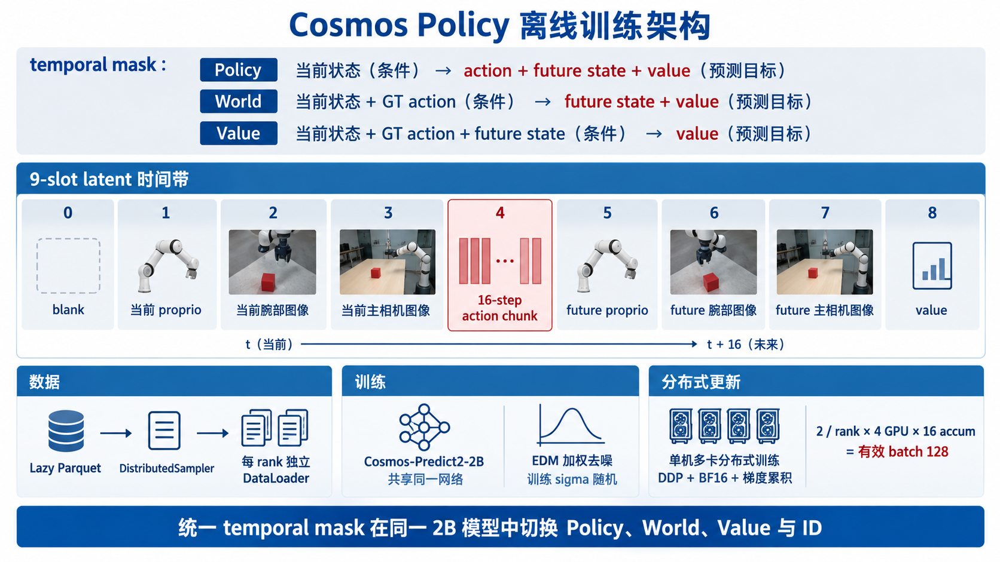 Cosmos Policy 离线训练架构
temporal mask：
Policy
当前状态（条件） → action + future state + value（预测目标）
World
当前状态 + GT action（条件） → future state + value（预测目标）
Value
当前状态 + GT action + future state（条件） → value（预测目标）
9-slot latent 时间带
0
blank
1
当前 proprio
2
当前腕部图像
3
当前主相机图像
4
...
16-step
action chunk
5
future proprio
6
future 腕部图像
7
future 主相机图像
8
value
t（当前） → t + 16（未来）
数据
Lazy Parquet
DistributedSampler
每 rank 独立
DataLoader
训练
Cosmos-Predict2-2B
共享同一网络
EDM 加权去噪
训练 sigma 随机
分布式更新
单机多卡分布式训练
DDP + BF16 + 梯度累积
2 / rank × 4 GPU × 16 accum
= 有效 batch 128
统一 temporal mask 在同一 2B 模型中切换 Policy、World、Value 与 ID